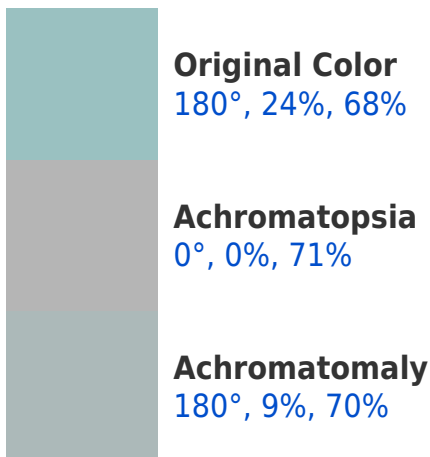 Original Color
180°, 24%, 68%
Achromatopsia
0°, 0%, 71%
Achromatomaly
180°, 9%, 70%